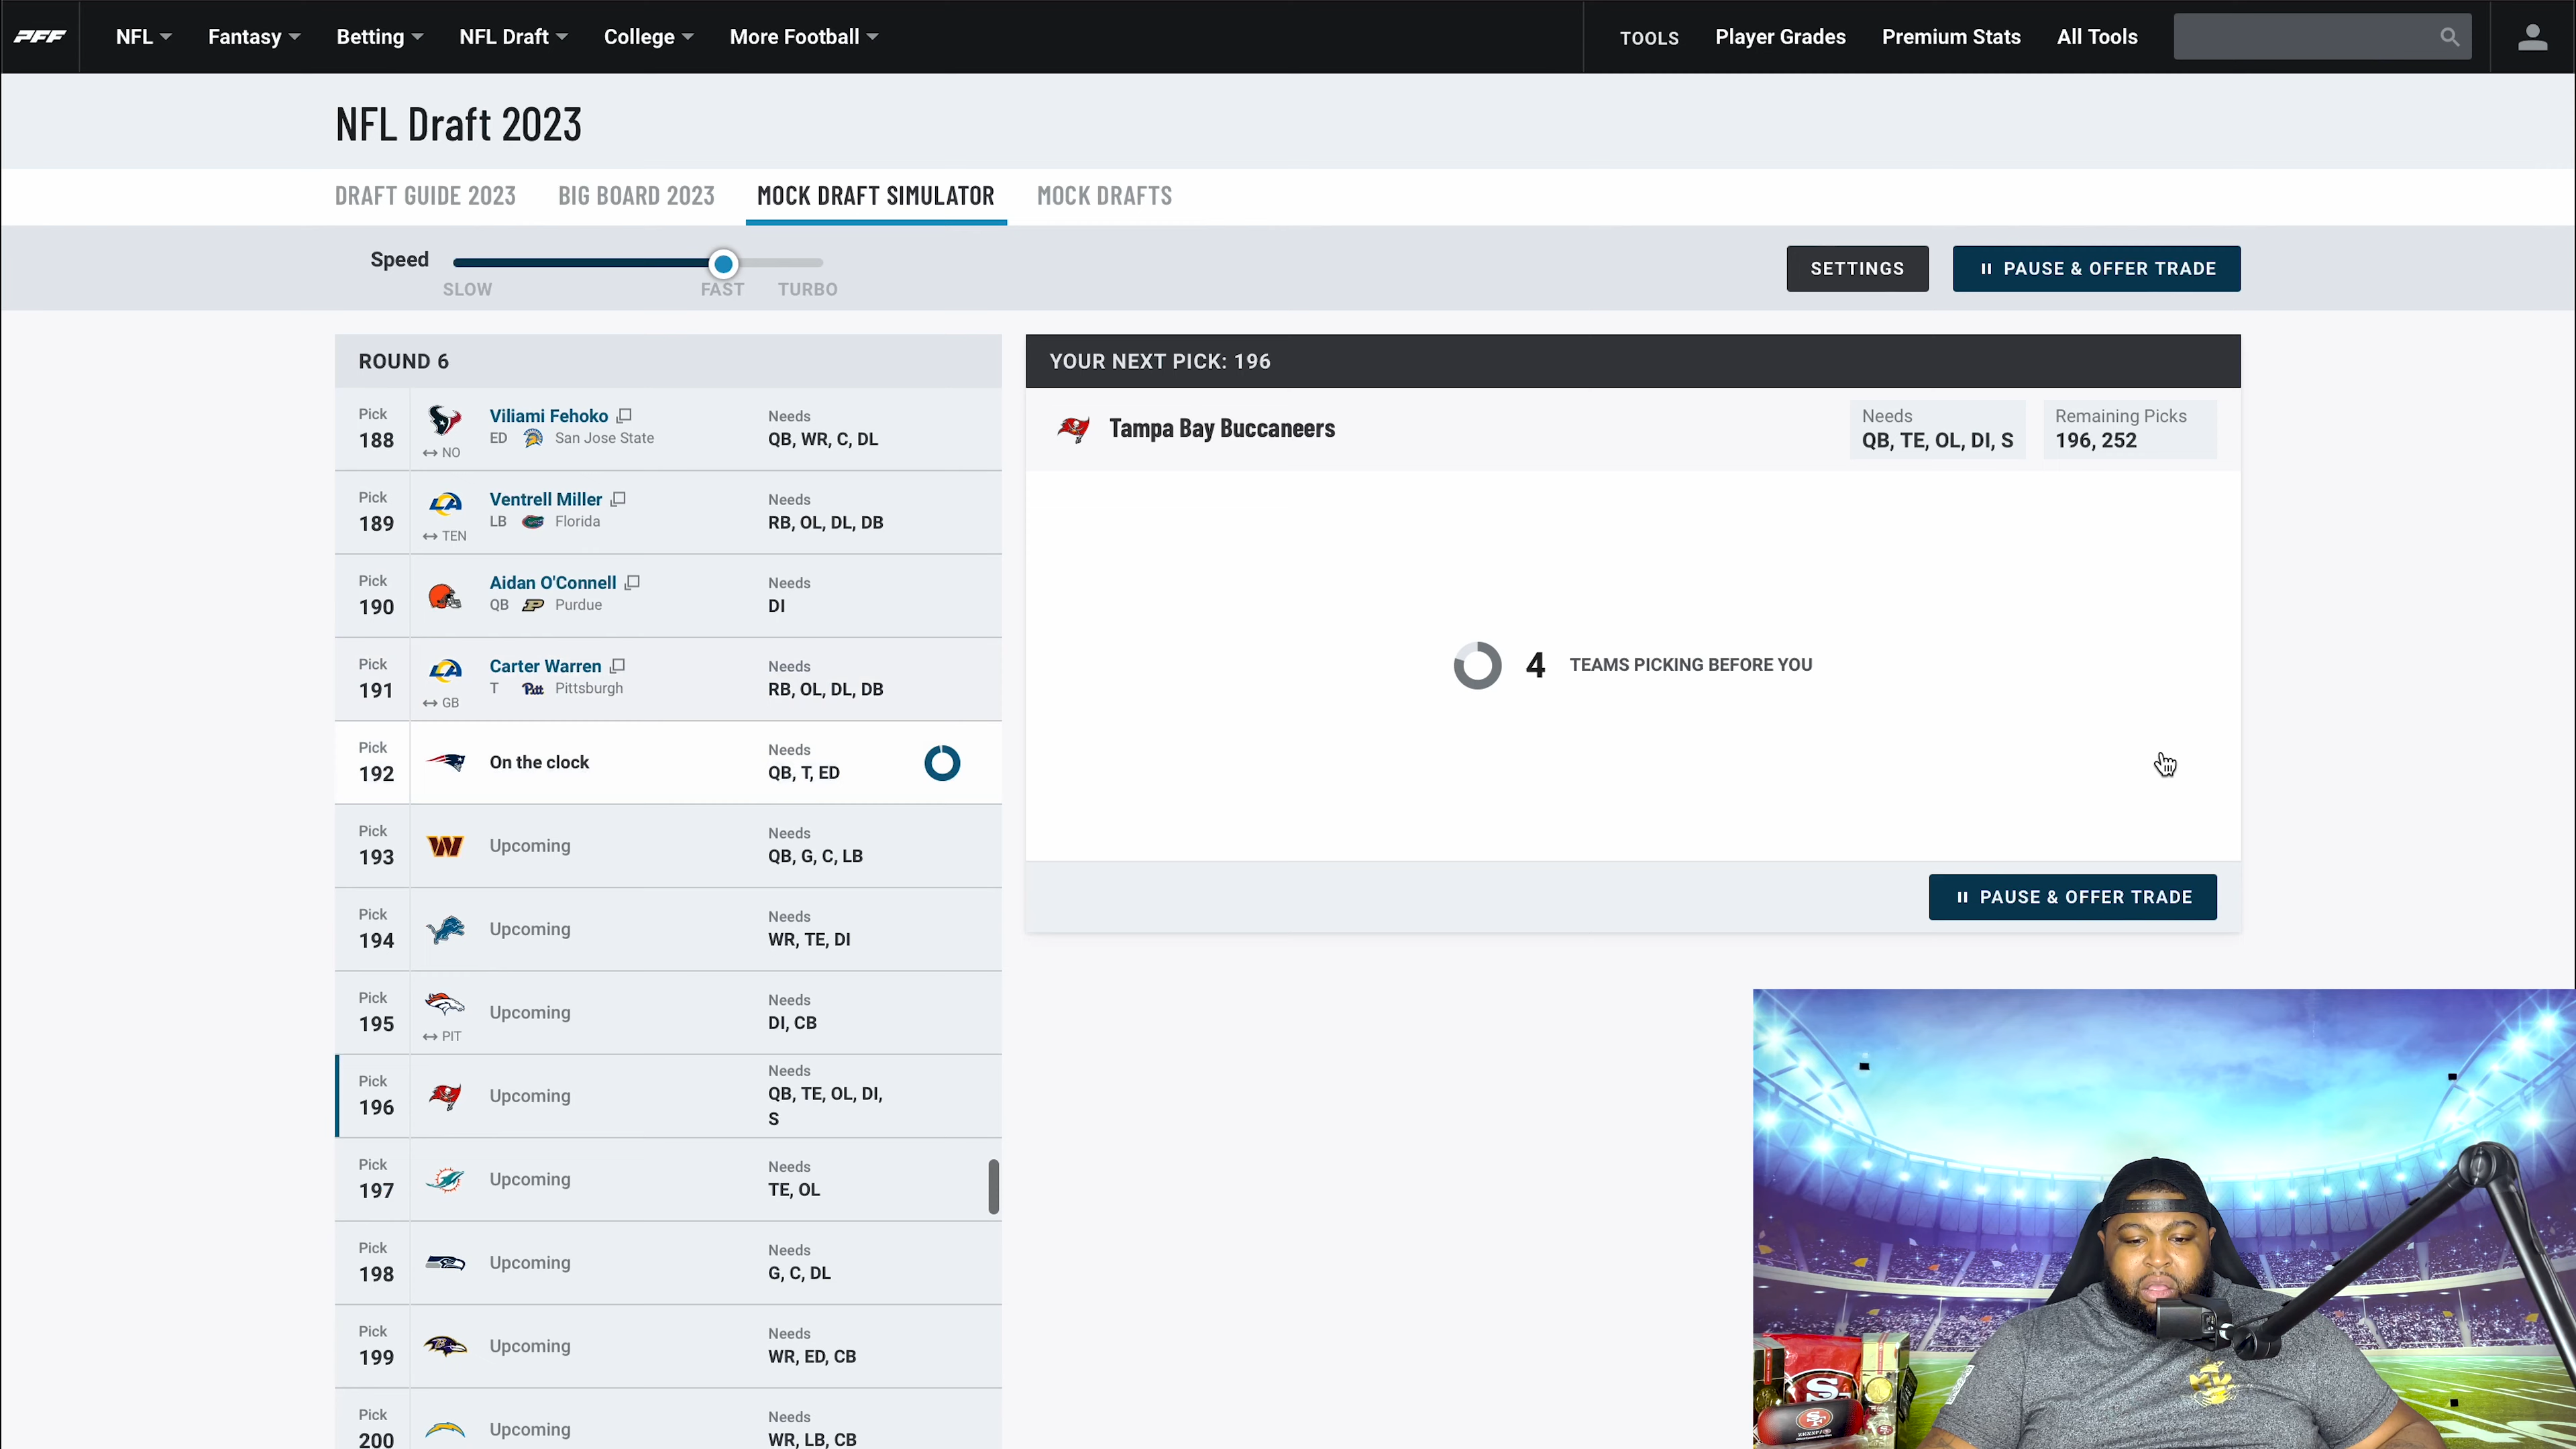 PFF
NFL
Fantasy
Betting
NFL Draft
College
More Football
TOOLS
Player Grades
Premium Stats
All Tools
NFL Draft 2023
DRAFT GUIDE 2023
BIG BOARD 2023
MOCK DRAFT SIMULATOR
MOCK DRAFTS
Speed
SLOW
FAST
TURBO
SETTINGS
PAUSE & OFFER TRADE
ROUND 6
Pick
188
NO
Viliami Fehoko
ED San Jose State
Needs
QB, WR, C, DL
Pick
189
TEN
Ventrell Miller
LB Florida
Needs
RB, OL, DL, DB
Pick
190
Aidan O'Connell
QB Purdue
Needs
DI
Pick
191
GB
Carter Warren
T Pitt Pittsburgh
Needs
RB, OL, DL, DB
Pick
192
On the clock
Needs
QB, T, ED
Pick
193
Upcoming
Needs
QB, G, C, LB
Pick
194
Upcoming
Needs
WR, TE, DI
Pick
195
PIT
Upcoming
Needs
DI, CB
Pick
196
Upcoming
Needs
QB, TE, OL, DI,
S
Pick
197
Upcoming
Needs
TE, OL
Pick
198
Upcoming
Needs
G, C, DL
Pick
199
Upcoming
Needs
WR, ED, CB
Pick
200
Upcoming
Needs
WR, LB, CB
YOUR NEXT PICK: 196
Tampa Bay Buccaneers
Needs
QB, TE, OL, DI, S
Remaining Picks
196, 252
4 TEAMS PICKING BEFORE YOU
PAUSE & OFFER TRADE
SF